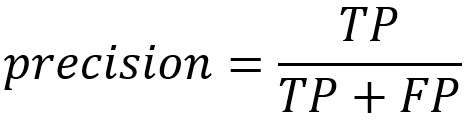 precision = TP / TP + FP